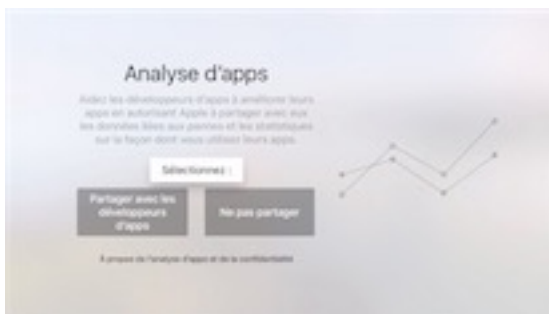 Analyse d'apps
Aidez les développeurs d'apps à améliorer leurs
apps en autorisant Apple à partager avec eux
les données liées aux pannes et les statistiques
sur la façon dont vous utilisez leurs apps.
Sélectionnez :
Partager avec les
développeurs
d'apps
Ne pas partager
À propos de l'analyse d'apps et de la confidentialité